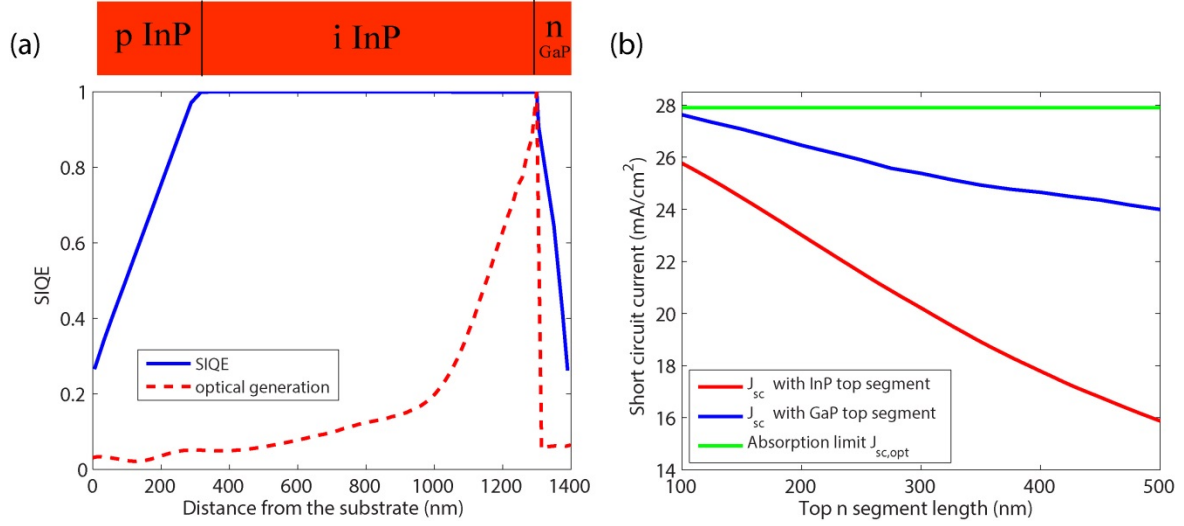 (a)
p InP
i InP
n
GaP
SIQE
1
0.8
0.6
0.4
0.2
0
SIQE
optical generation
0
200
400
600
800
1000
1200
1400
Distance from the substrate (nm)
(b)
Short circuit current (mA/cm²)
28
26
24
22
20
18
16
14
J_sc with InP top segment
J_sc with GaP top segment
Absorption limit J_sc,opt
100
200
300
400
500
Top n segment length (nm)